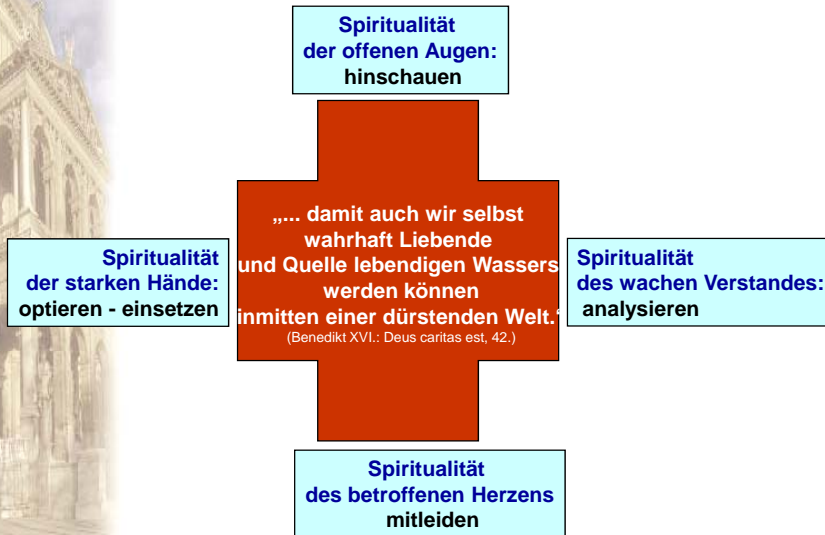 Spiritualität
der offenen Augen:
hinschauen
„... damit auch wir selbst
wahrhaft Liebende
und Quelle lebendigen Wassers
werden können
inmitten einer dürstenden Welt.“
(Benedikt XVI.: Deus caritas est, 42.)
Spiritualität
der starken Hände:
optieren - einsetzen
Spiritualität
des wachen Verstandes:
analysieren
Spiritualität
des betroffenen Herzens
mitleiden